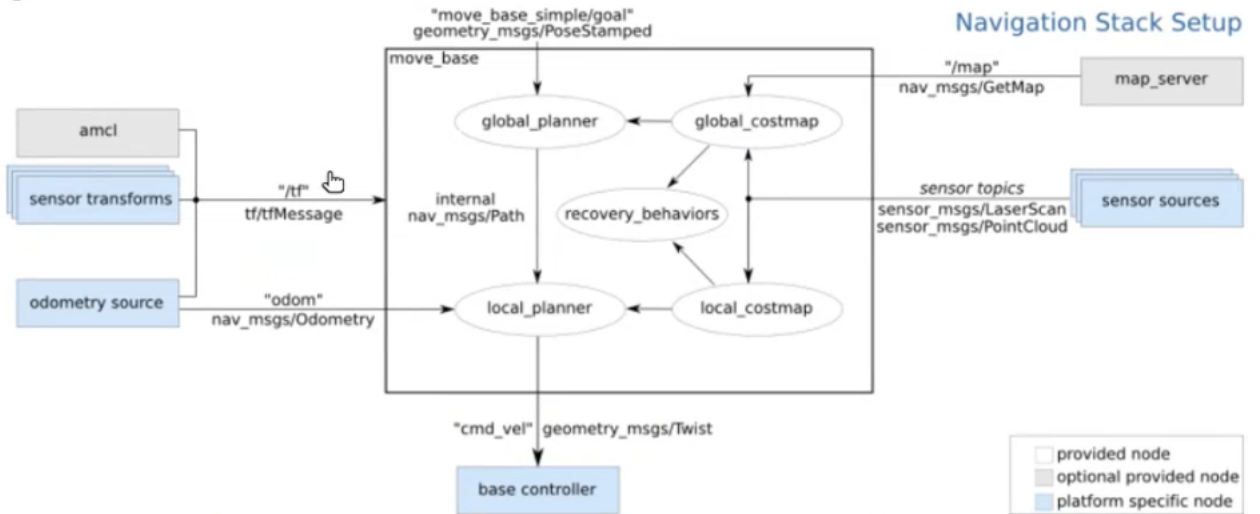 Navigation Stack Setup
"move_base_simple/goal"
geometry_msgs/PoseStamped
move_base
"/map"
nav_msgs/GetMap
map_server
amcl
global_planner
global_costmap
sensor transforms
"/tf"
tf/tfMessage
internal
nav_msgs/Path
recovery_behaviors
sensor topics
sensor_msgs/LaserScan
sensor_msgs/PointCloud
sensor sources
odometry source
"odom"
nav_msgs/Odometry
local_planner
local_costmap
"cmd_vel" geometry_msgs/Twist
base controller
provided node
optional provided node
platform specific node